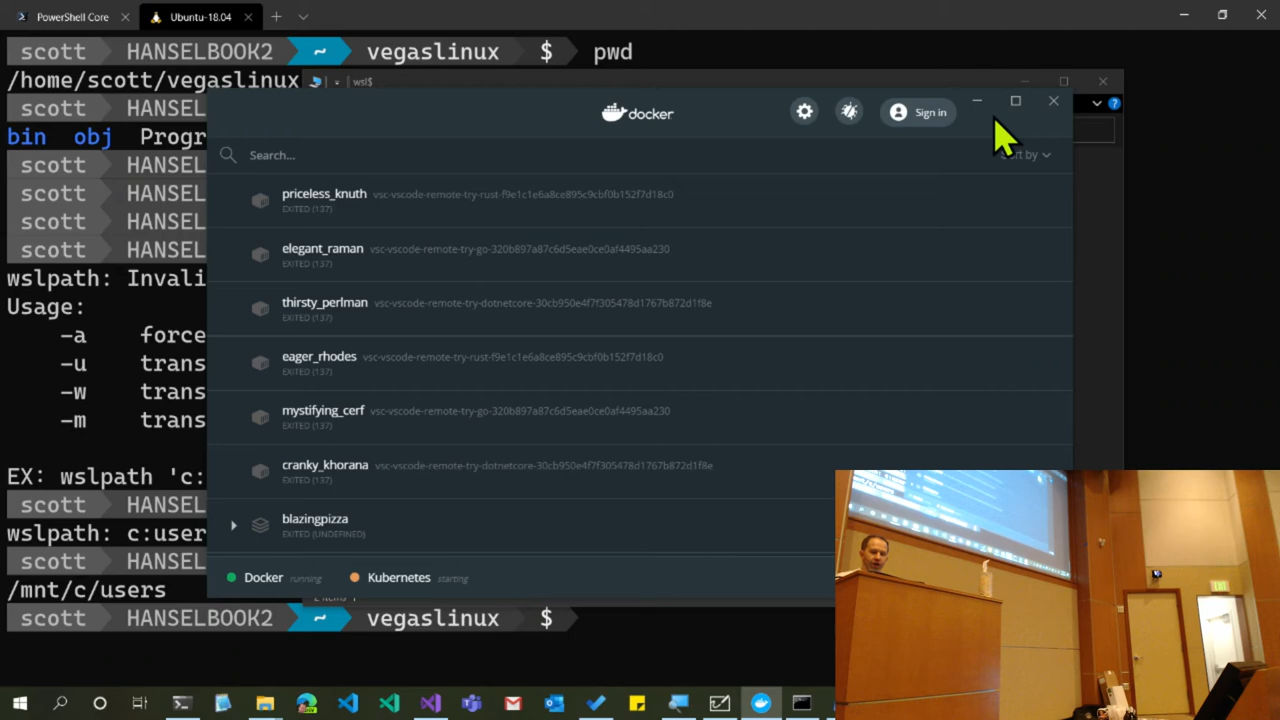 PowerShell Core
Ubuntu-18.04
scott HANSELBOOK2 ~ vegaslinux $ pwd
/home/scott/vegaslinux
wsl$
scott HANSEL
docker
Sign in
bin obj Progr
Search...
Sort by
scott HANSEL
priceless_knuth vsc-vscode-remote-try-rust-f9e1c1e6a8ce895c9cbf0b152f7d18c0
EXITED (137)
scott HANSEL
scott HANSEL
elegant_raman vsc-vscode-remote-try-go-320b897a87c6d5eae0ce0af4495aa230
EXITED (137)
scott HANSEL
wslpath: Invali
thirsty_perlman vsc-vscode-remote-try-dotnetcore-30cb950e4f7f305478d1767b872d1f8e
EXITED (137)
Usage:
-a force
eager_rhodes vsc-vscode-remote-try-rust-f9e1c1e6a8ce895c9cbf0b152f7d18c0
EXITED (137)
-u trans
-w trans
mystifying_cerf vsc-vscode-remote-try-go-320b897a87c6d5eae0ce0af4495aa230
EXITED (137)
-m trans
cranky_khorana vsc-vscode-remote-try-dotnetcore-30cb950e4f7f305478d1767b872d1f8e
EXITED (137)
EX: wslpath 'c:
scott HANSEL
blazingpizza
EXITED (UNDEFINED)
wslpath: c:user
scott HANSEL
Docker running
Kubernetes starting
/mnt/c/users
scott HANSELBOOK2 ~ vegaslinux $